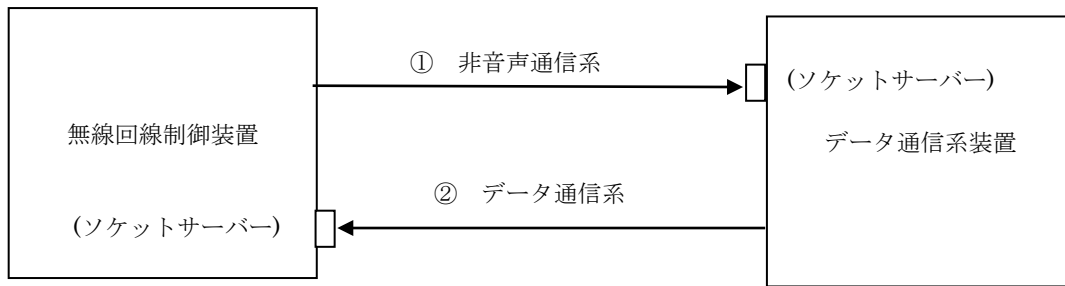 ① 非音声通信系
(ソケットサーバー)
無線回線制御装置
データ通信系装置
② データ通信系
(ソケットサーバー)